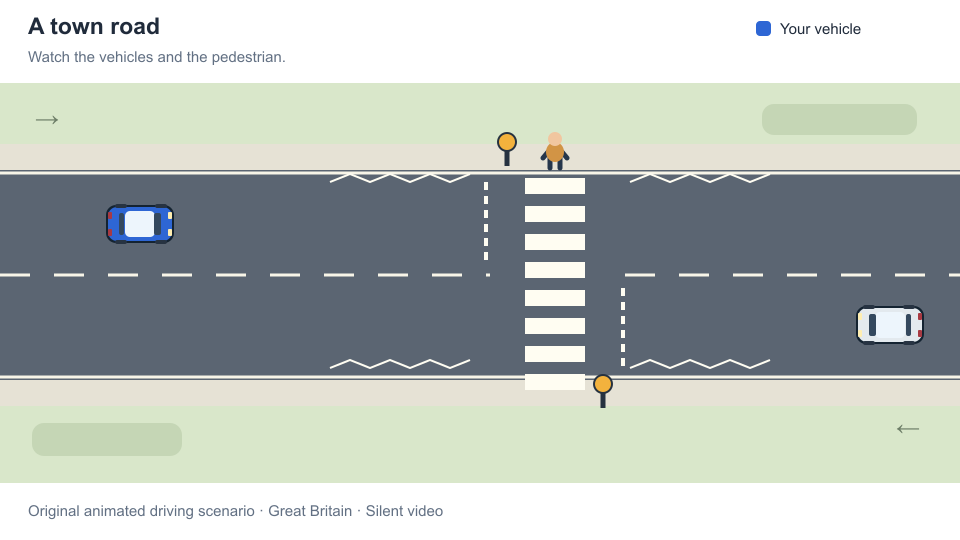 A town road
Your vehicle
Watch the vehicles and the pedestrian.
→
←
Original animated driving scenario · Great Britain · Silent video